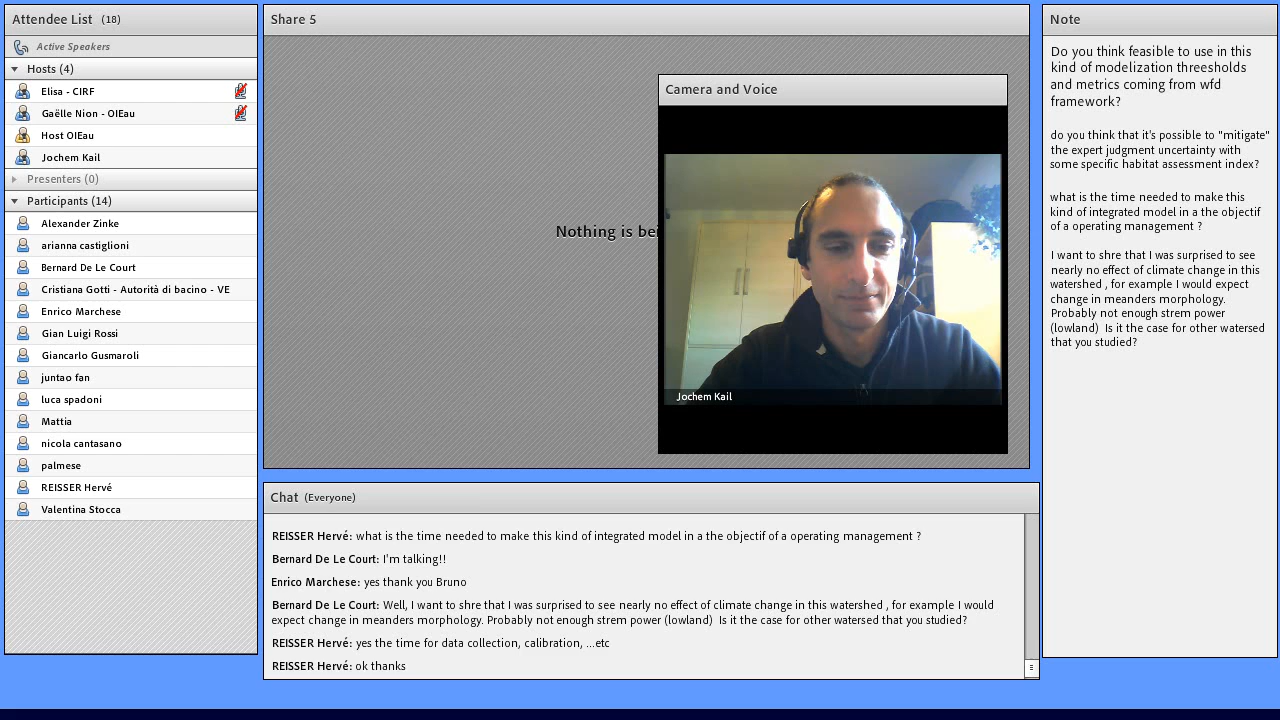 Attendee List (18)
Active Speakers
Hosts (4)
Elisa - CIRF
Gaëlle Nion - OIEau
Host OIEau
Jochem Kail
Presenters (0)
Participants (14)
Alexander Zinke
arianna castiglioni
Bernard De Le Court
Cristiana Gotti - Autorità di bacino - VE
Enrico Marchese
Gian Luigi Rossi
Giancarlo Gusmaroli
juntao fan
luca spadoni
Mattia
nicola cantasano
palmese
REISSER Hervé
Valentina Stocca
Share 5
Nothing is bei
Camera and Voice
Jochem Kail
Chat (Everyone)
REISSER Hervé: what is the time needed to make this kind of integrated model in a the objectif of a operating management ?
Bernard De Le Court: I'm talking!!
Enrico Marchese: yes thank you Bruno
Bernard De Le Court: Well, I want to shre that I was surprised to see nearly no effect of climate change in this watershed , for example I would
expect change in meanders morphology. Probably not enough strem power (lowland) Is it the case for other watersed that you studied?
REISSER Hervé: yes the time for data collection, calibration, ...etc
REISSER Hervé: ok thanks
Note
Do you think feasible to use in this
kind of modelization threesholds
and metrics coming from wfd
framework?
do you think that it's possible to "mitigate"
the expert judgment uncertainty with
some specific habitat assessment index?
what is the time needed to make this
kind of integrated model in a the objectif
of a operating management ?
I want to shre that I was surprised to see
nearly no effect of climate change in this
watershed , for example I would expect
change in meanders morphology.
Probably not enough strem power
(lowland) Is it the case for other watersed
that you studied?